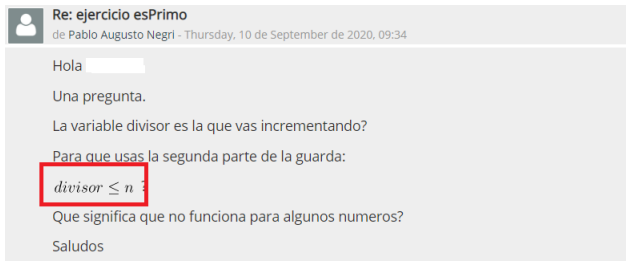 Re: ejercicio esPrimo
de Pablo Augusto Negri - Thursday, 10 de September de 2020, 09:34
Hola
Una pregunta.
La variable divisor es la que vas incrementando?
Para que usas la segunda parte de la guarda:
divisor ≤ n ?
Que significa que no funciona para algunos numeros?
Saludos